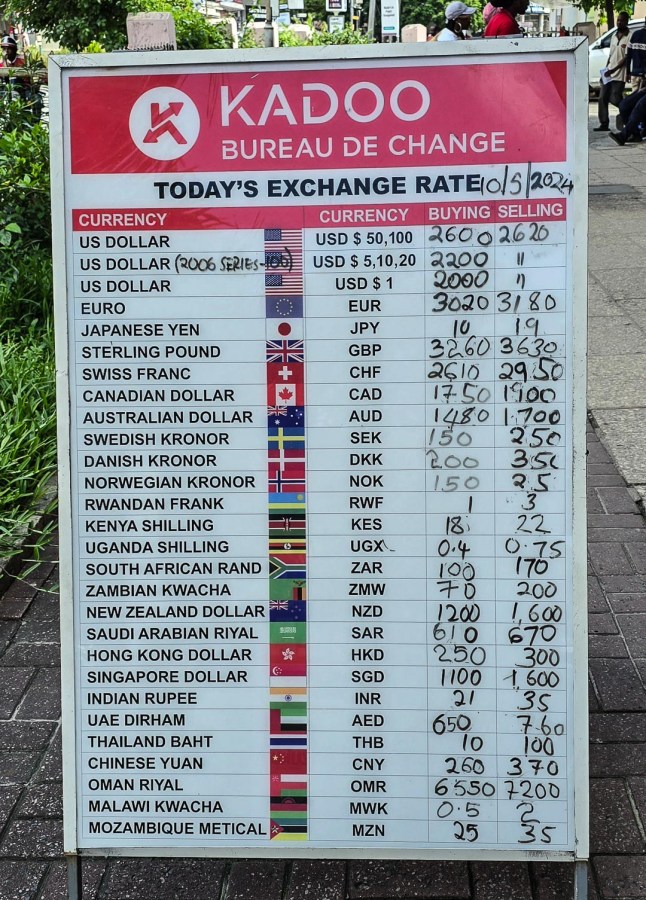 KADOO
BUREAU DE CHANGE
TODAY'S EXCHANGE RATE 10/5/2024
CURRENCY CURRENCY BUYING SELLING
US DOLLAR USD $ 50,100 2600 2620
US DOLLAR (2006 SERIES-100) USD $ 5,10,20 2200 "
US DOLLAR USD $ 1 2000 "
EURO EUR 3020 3180
JAPANESE YEN JPY 10 19
STERLING POUND GBP 3260 3630
SWISS FRANC CHF 2610 29.50
CANADIAN DOLLAR CAD 17.50 1900
AUSTRALIAN DOLLAR AUD 1480 1.700
SWEDISH KRONOR SEK 150 250
DANISH KRONOR DKK 200 350
NORWEGIAN KRONOR NOK 150 25
RWANDAN FRANK RWF 1 3
KENYA SHILLING KES 18 22
UGANDA SHILLING UGX 0.4 0.75
SOUTH AFRICAN RAND ZAR 100 170
ZAMBIAN KWACHA ZMW 70 200
NEW ZEALAND DOLLAR NZD 1200 1,600
SAUDI ARABIAN RIYAL SAR 610 670
HONG KONG DOLLAR HKD 250 300
SINGAPORE DOLLAR SGD 1100 1,600
INDIAN RUPEE INR 21 35
UAE DIRHAM AED 650 760
THAILAND BAHT THB 10 100
CHINESE YUAN CNY 260 370
OMAN RIYAL OMR 6550 7200
MALAWI KWACHA MWK 0.5 2
MOZAMBIQUE METICAL MZN 25 35